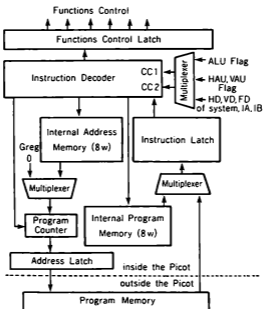 Functions Control
Functions Control Latch
Instruction Decoder
CC1
CC2
Multiplexer
ALU Flag
HAU, VAU
Flag
HD, VD, FD
of system, IA, IB
Internal Address
Memory (8w)
Instruction Latch
Greg
0
Multiplexer
Multiplexer
Program
Counter
Internal Program
Memory (8w)
Address Latch
inside the Picot
outside the Picot
Program Memory